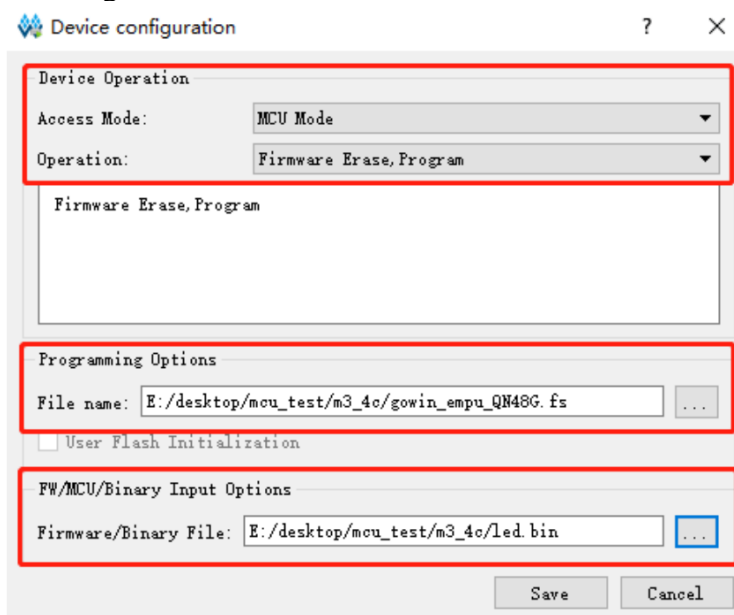 Device configuration ? ×
Device Operation
Access Mode: MCU Mode
Operation: Firmware Erase,Program
Firmware Erase,Program
Programming Options
File name: E:/desktop/mcu_test/m3_4c/gowin_empu_QN48G.fs ...
User Flash Initialization
FW/MCU/Binary Input Options
Firmware/Binary File: E:/desktop/mcu_test/m3_4c/led.bin ...
Save Cancel